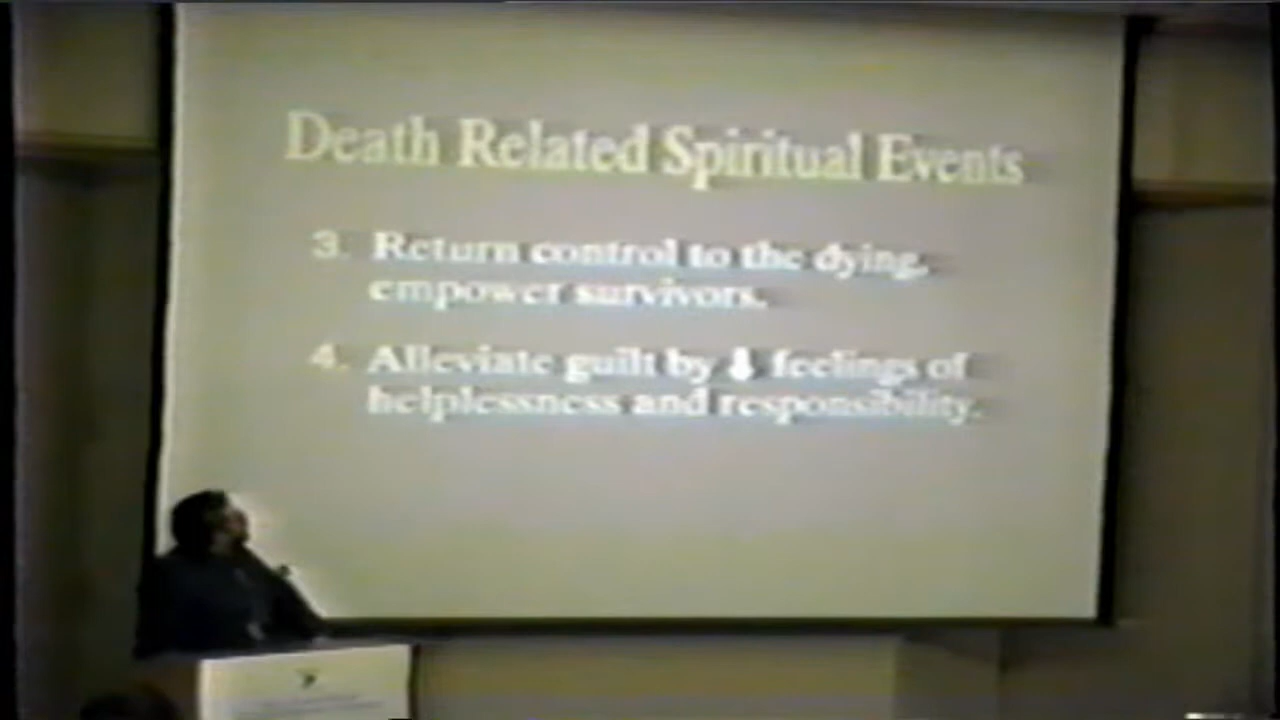 Death Related Spiritual Events
3. Return control to the dying,
empower survivors.
4. Alleviate guilt by ↓ feelings of
helplessness and responsibility.